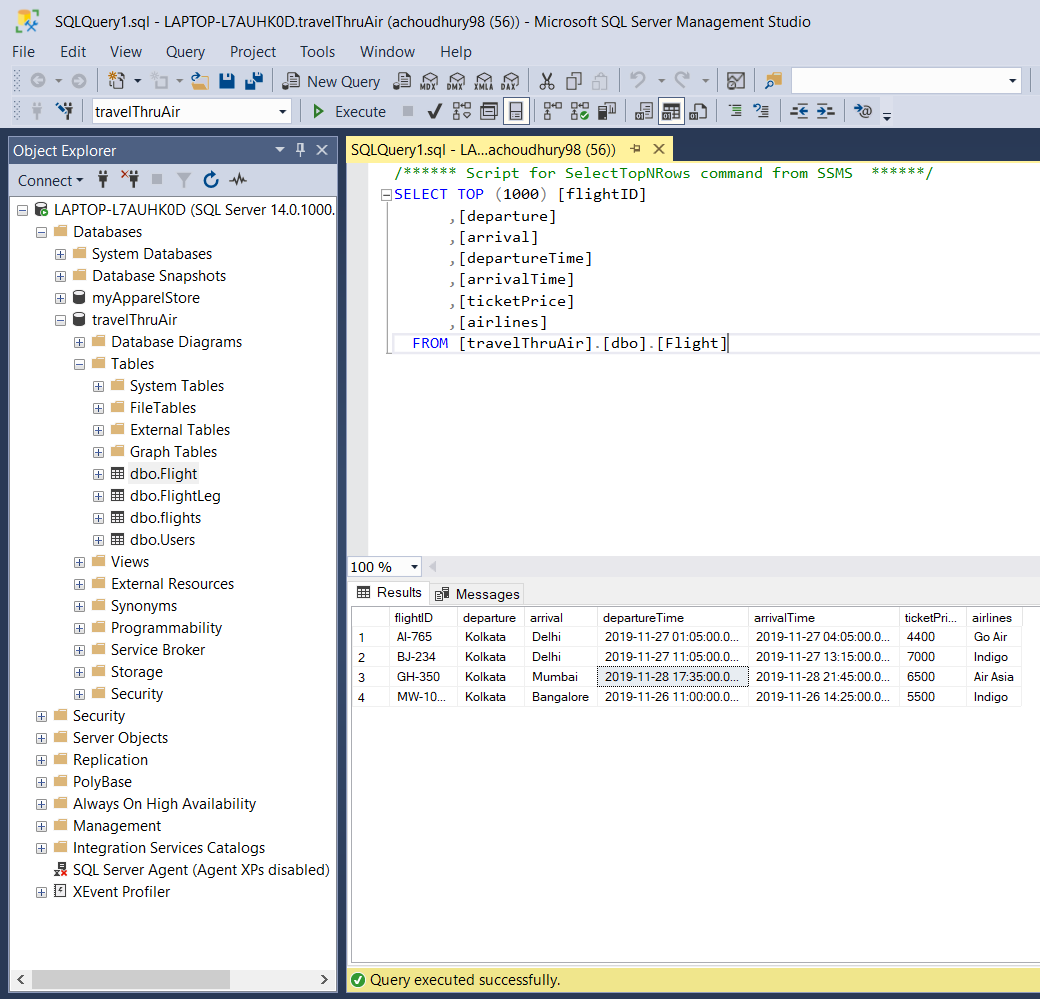 SQLQuery1.sql - LAPTOP-L7AUHK0D.travelThruAir (achoudhury98 (56)) - Microsoft SQL Server Management Studio
File Edit View Query Project Tools Window Help
New Query MDX DMX XMLA DAX
travelThruAir Execute
Object Explorer
Connect
LAPTOP-L7AUHK0D (SQL Server 14.0.1000.
Databases
System Databases
Database Snapshots
myApparelStore
travelThruAir
Database Diagrams
Tables
System Tables
FileTables
External Tables
Graph Tables
dbo.Flight
dbo.FlightLeg
dbo.flights
dbo.Users
Views
External Resources
Synonyms
Programmability
Service Broker
Storage
Security
Security
Server Objects
Replication
PolyBase
Always On High Availability
Management
Integration Services Catalogs
SQL Server Agent (Agent XPs disabled)
XEvent Profiler
SQLQuery1.sql - LA...achoudhury98 (56))
/****** Script for SelectTopNRows command from SSMS  ******/
SELECT TOP (1000) [flightID]
,[departure]
,[arrival]
,[departureTime]
,[arrivalTime]
,[ticketPrice]
,[airlines]
FROM [travelThruAir].[dbo].[Flight]
100 %
Results Messages
flightID departure arrival departureTime arrivalTime ticketPri... airlines
1 AI-765 Kolkata Delhi 2019-11-27 01:05:00.0... 2019-11-27 04:05:00.0... 4400 Go Air
2 BJ-234 Kolkata Delhi 2019-11-27 11:05:00.0... 2019-11-27 13:15:00.0... 7000 Indigo
3 GH-350 Kolkata Mumbai 2019-11-28 17:35:00.0... 2019-11-28 21:45:00.0... 6500 Air Asia
4 MW-10... Kolkata Bangalore 2019-11-26 11:00:00.0... 2019-11-26 14:25:00.0... 5500 Indigo
Query executed successfully.